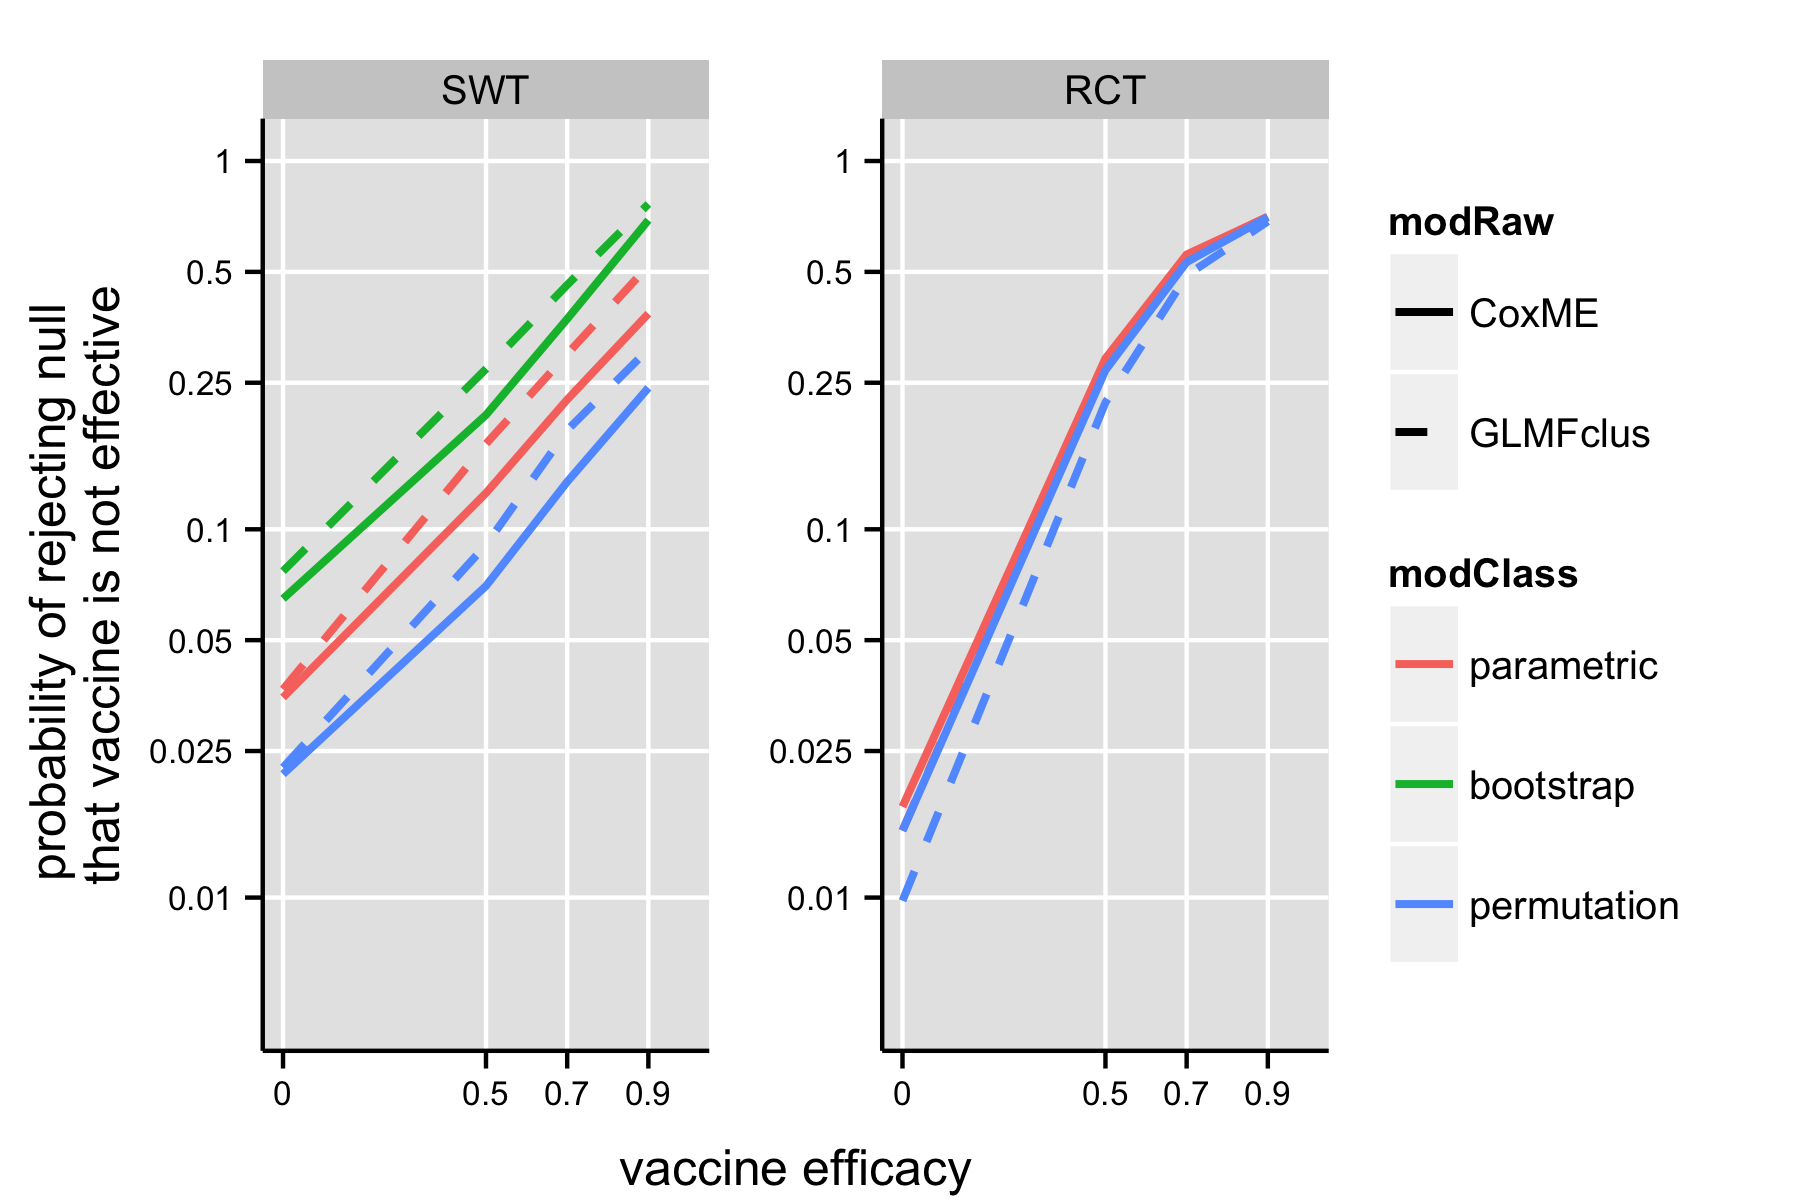 SWT
RCT
probability of rejecting null
that vaccine is not effective
1
0.5
0.25
0.1
0.05
0.025
0.01
0
0.5
0.7
0.9
1
0.5
0.25
0.1
0.05
0.025
0.01
0
0.5
0.7
0.9
vaccine efficacy
modRaw
CoxME
GLMFclus
modClass
parametric
bootstrap
permutation